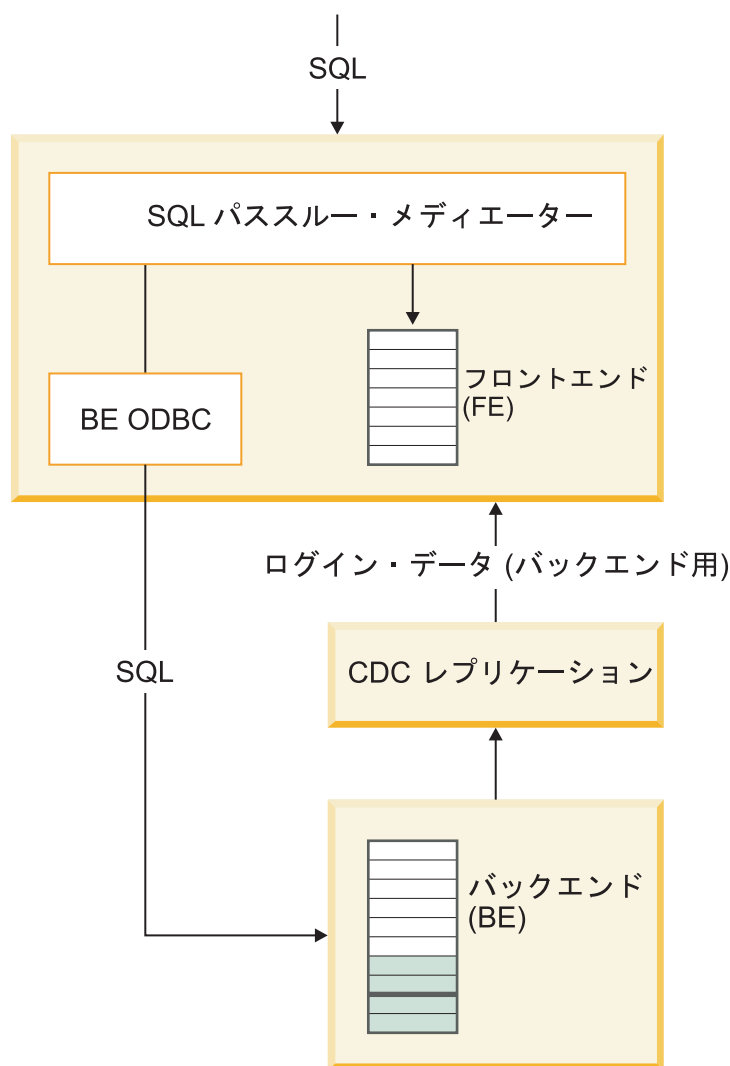 SQL
SQL パススルー・メディエーター
フロントエンド
(FE)
BE ODBC
ログイン・データ (バックエンド用)
SQL
CDC レプリケーション
バックエンド
(BE)